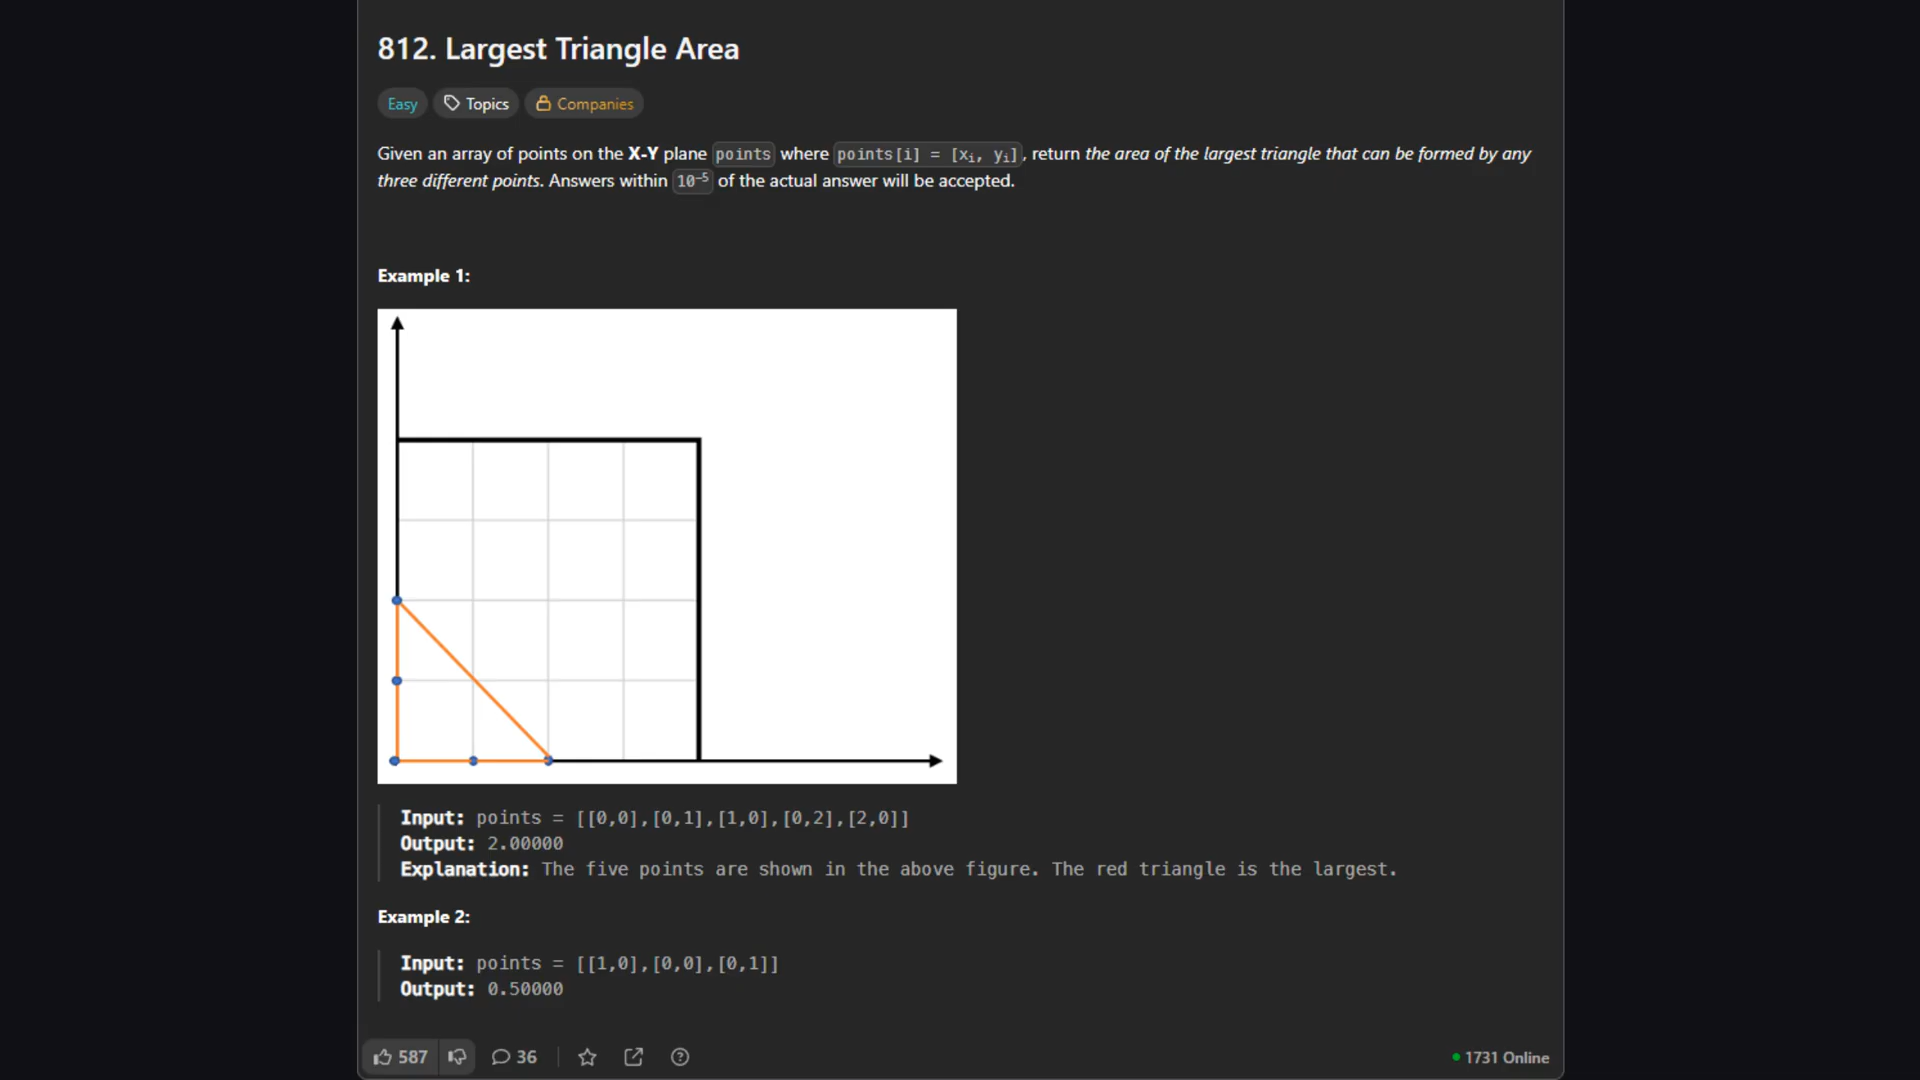 812. Largest Triangle Area
Easy Topics Companies
Given an array of points on the X-Y plane points where points[i] = [xᵢ, yᵢ], return the area of the largest triangle that can be formed by any
three different points. Answers within 10⁻⁵ of the actual answer will be accepted.
Example 1:
Input: points = [[0,0],[0,1],[1,0],[0,2],[2,0]]
Output: 2.00000
Explanation: The five points are shown in the above figure. The red triangle is the largest.
Example 2:
Input: points = [[1,0],[0,0],[0,1]]
Output: 0.50000
587 36 1731 Online